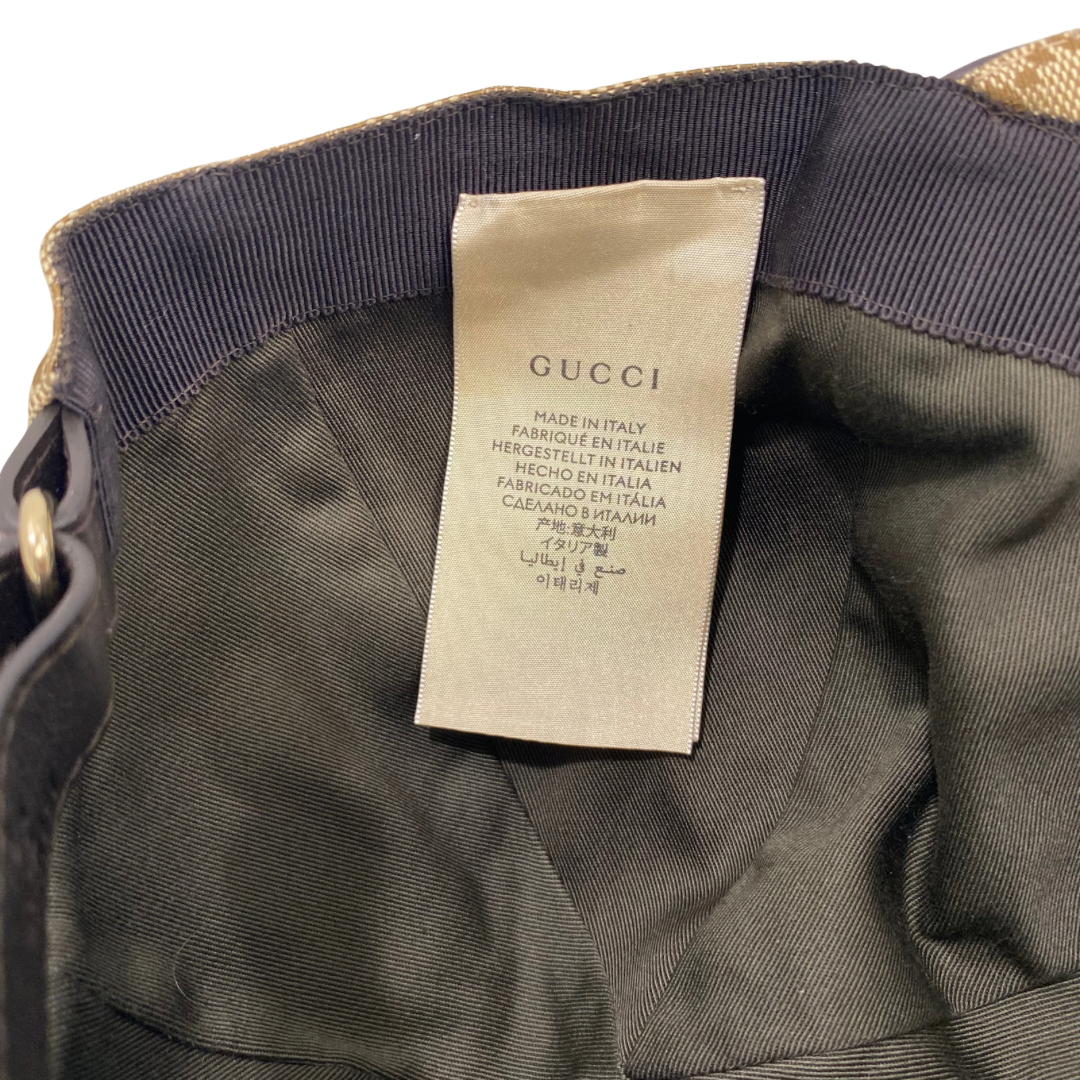 GUCCI
MADE IN ITALY
FABRIQUÉ EN ITALIE
HERGESTELLT IN ITALIEN
HECHO EN ITALIA
FABRICADO EM ITÁLIA
СДЕЛАНО В ИТАЛИИ
产地:意大利
イタリア製
صنع في إيطاليا
이태리제